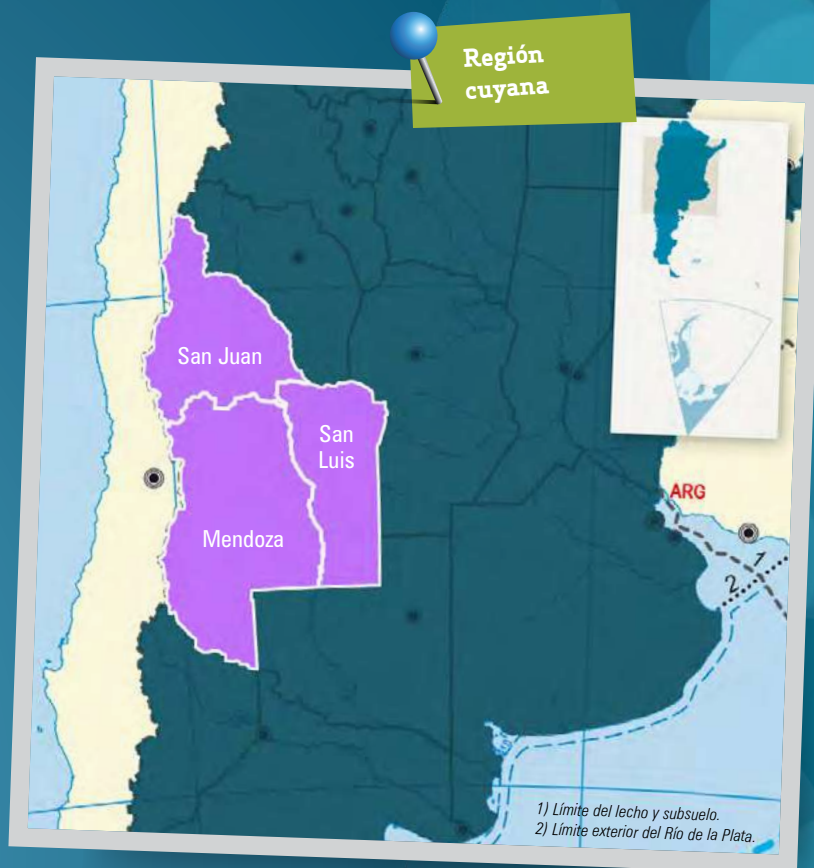 Región
cuyana
San Juan
San
Luis
Mendoza
ARG
1
2
1) Límite del lecho y subsuelo.
2) Límite exterior del Río de la Plata.